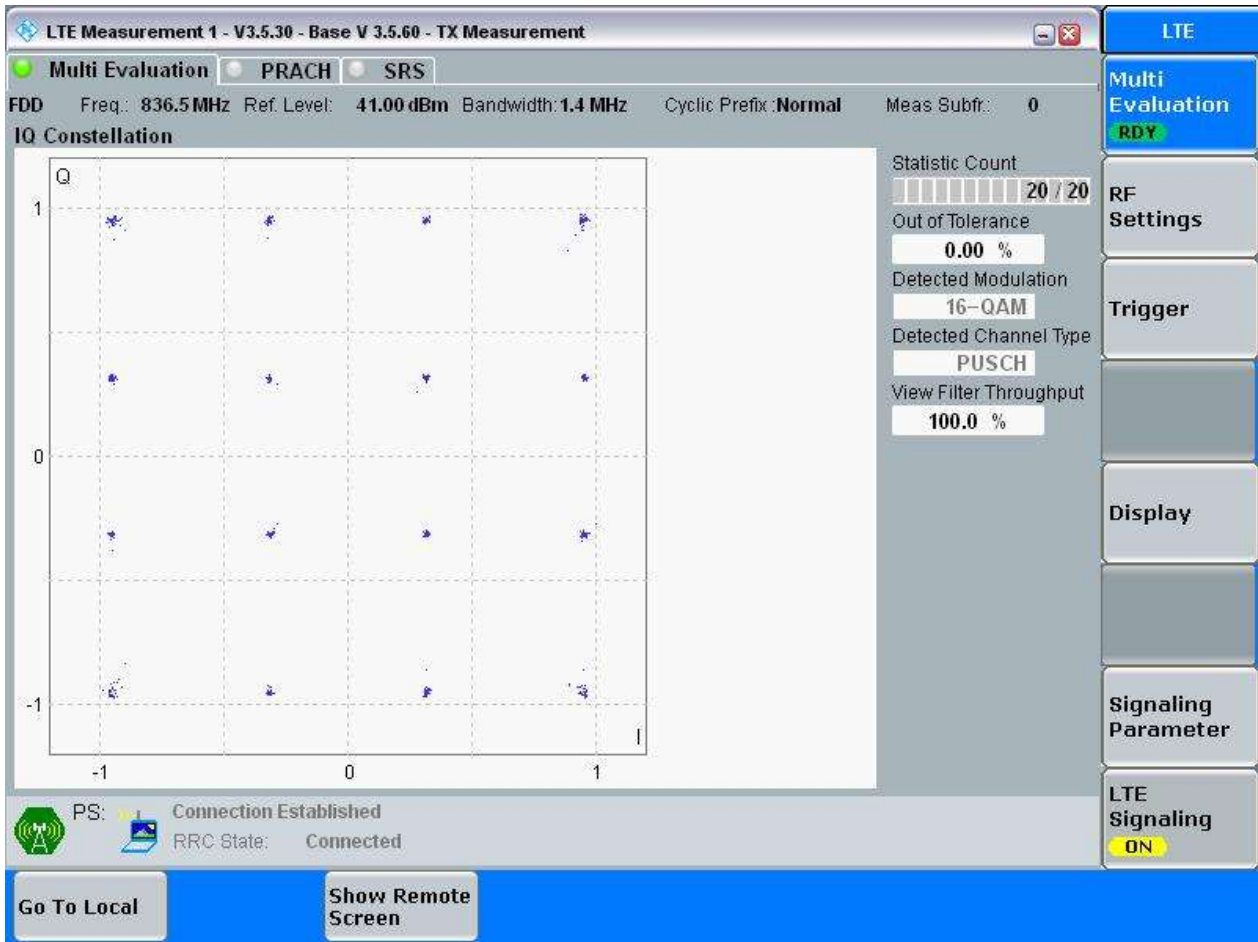 LTE Measurement 1 - V3.5.30 - Base V 3.5.60 - TX Measurement
LTE
Multi Evaluation PRACH SRS
Multi
Evaluation
RDY
FDD Freq.: 836.5 MHz Ref. Level: 41.00 dBm Bandwidth: 1.4 MHz Cyclic Prefix :Normal Meas Subfr.: 0
IQ Constellation
Q
1
0
-1
-1 0 1
I
Statistic Count
20 / 20
Out of Tolerance
0.00 %
Detected Modulation
16-QAM
Detected Channel Type
PUSCH
View Filter Throughput
100.0 %
RF
Settings
Trigger
Display
Signaling
Parameter
LTE
Signaling
ON
PS: Connection Established
RRC State: Connected
Go To Local
Show Remote
Screen